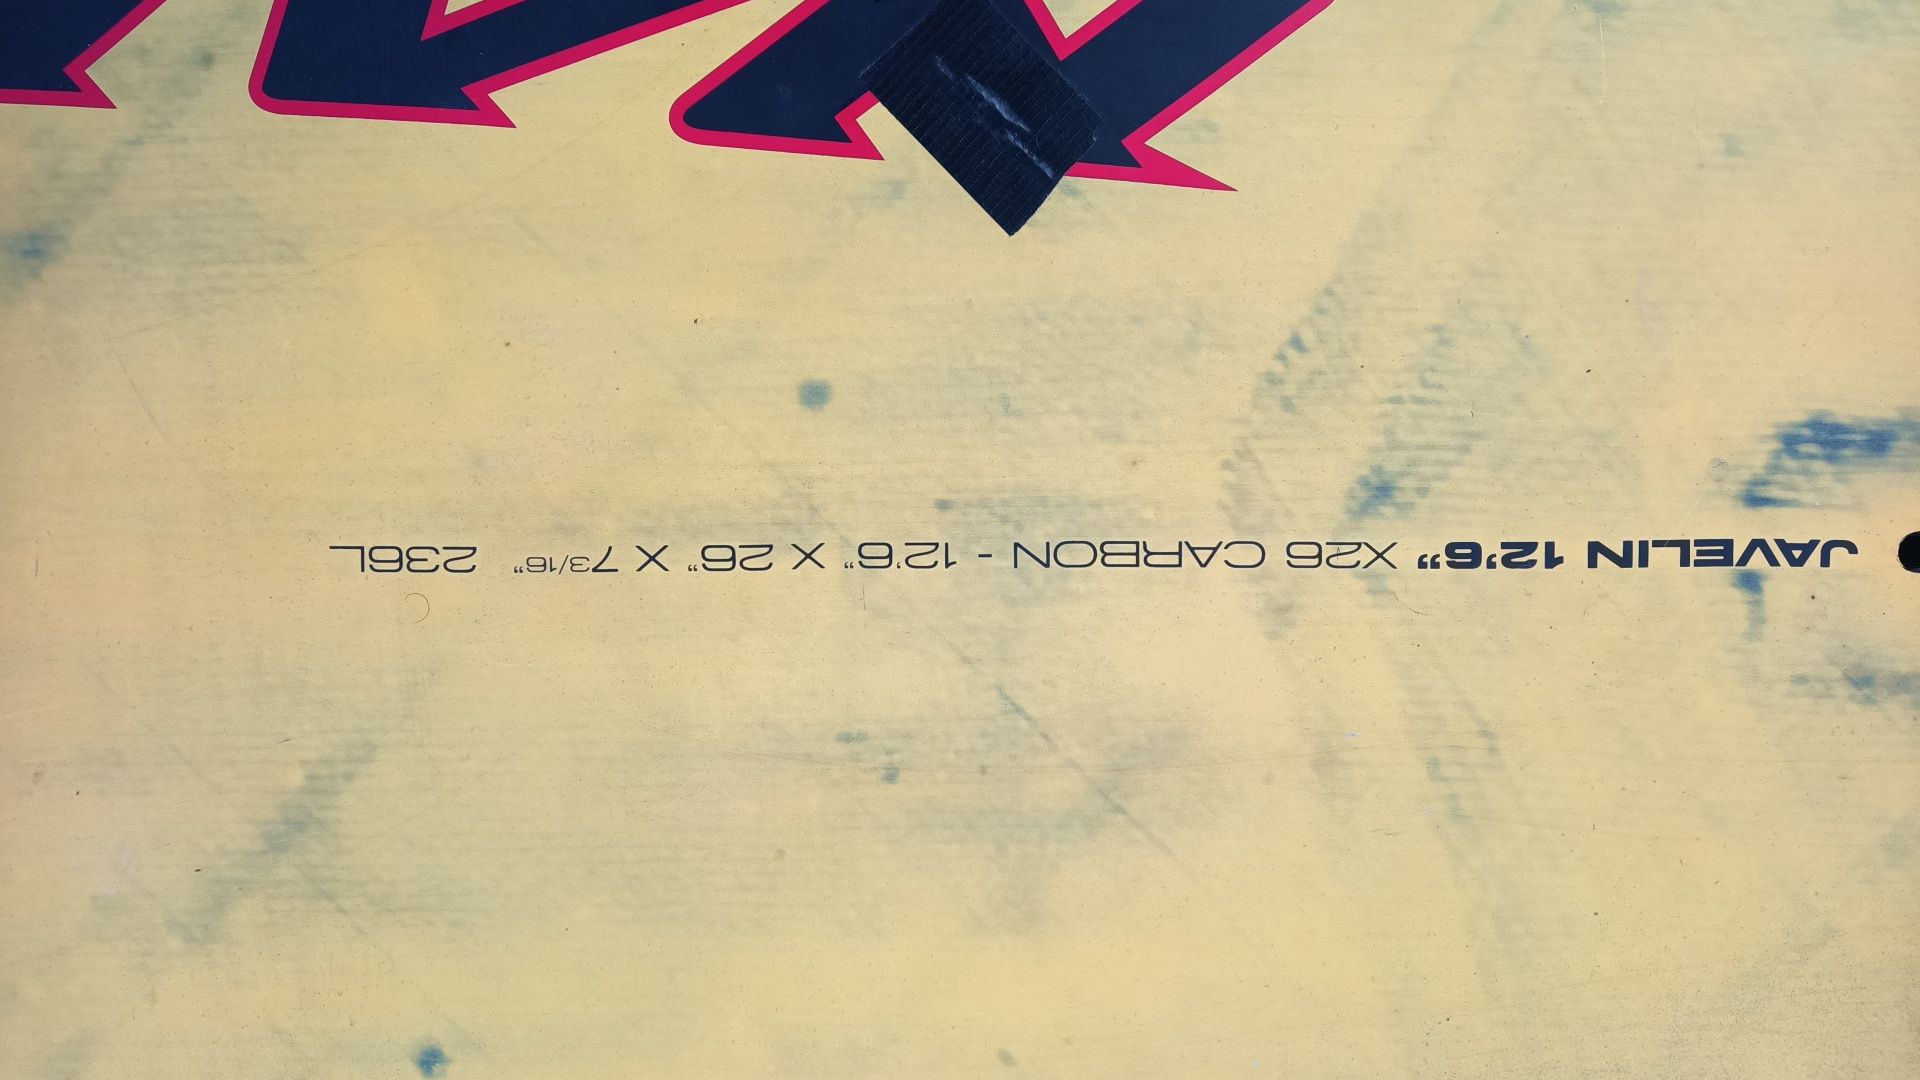 JAVELIN 12'6" X26 CARBON - 12'6" X 26" X 7 3/16" 236L